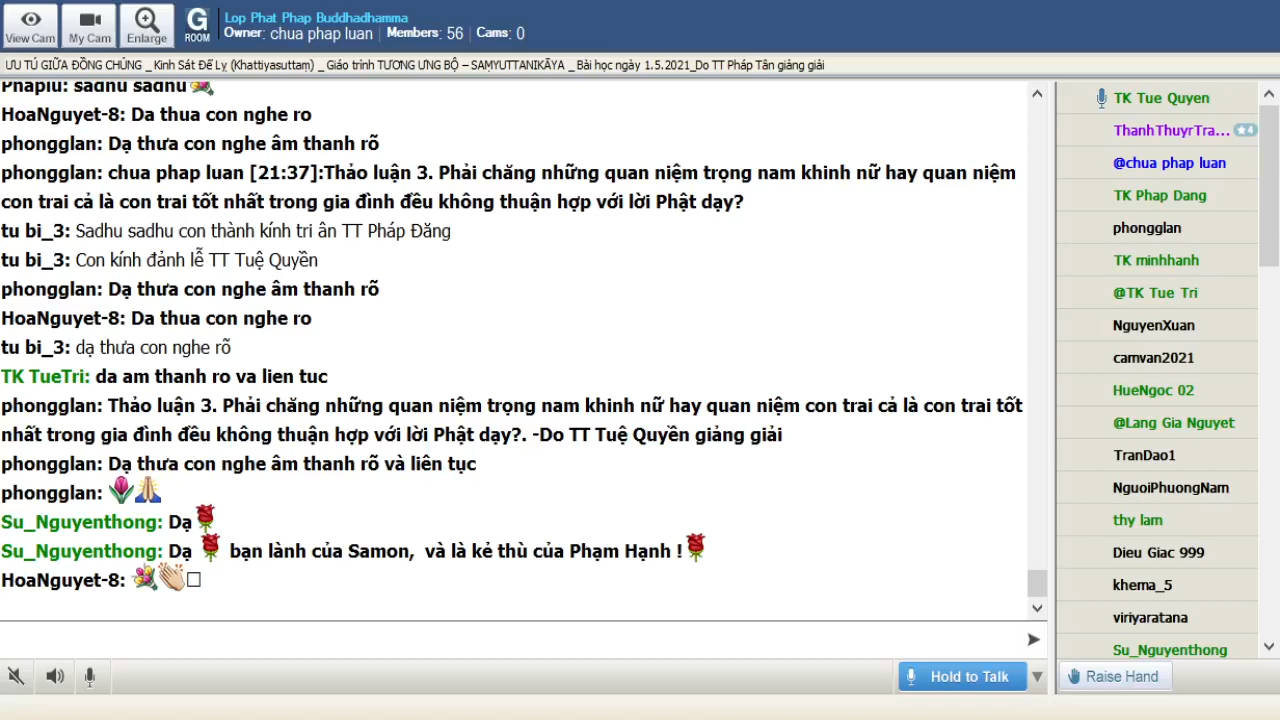 View Cam
My Cam
Enlarge
G
ROOM
Lop Phat Phap Buddhadhamma
Owner: chua phap luan Members: 56 Cams: 0
ƯU TÚ GIỮA ĐỒNG CHỦNG _ Kinh Sát Đế Lỵ (Khattiyasuttaṃ) _ Giáo trình TƯƠNG ƯNG BỘ – SAṂYUTTANIKĀYA _ Bài học ngày 1.5.2021_Do TT Pháp Tân giảng giải
Phaplu: sadhu sadhu
HoaNguyet-8: Da thua con nghe ro
phongglan: Dạ thưa con nghe âm thanh rõ
phongglan: chua phap luan [21:37]:Thảo luận 3. Phải chăng những quan niệm trọng nam khinh nữ hay quan niệm
con trai cả là con trai tốt nhất trong gia đình đều không thuận hợp với lời Phật dạy?
tu bi_3: Sadhu sadhu con thành kính tri ân TT Pháp Đăng
tu bi_3: Con kính đảnh lễ TT Tuệ Quyền
phongglan: Dạ thưa con nghe âm thanh rõ
HoaNguyet-8: Da thua con nghe ro
tu bi_3: dạ thưa con nghe rõ
TK TueTri: da am thanh ro va lien tuc
phongglan: Thảo luận 3. Phải chăng những quan niệm trọng nam khinh nữ hay quan niệm con trai cả là con trai tốt
nhất trong gia đình đều không thuận hợp với lời Phật dạy?. -Do TT Tuệ Quyền giảng giải
phongglan: Dạ thưa con nghe âm thanh rõ và liên tục
phongglan:
Su_Nguyenthong: Dạ
Su_Nguyenthong: Dạ bạn lành của Samon, và là kẻ thù của Phạm Hạnh !
HoaNguyet-8:
TK Tue Quyen
ThanhThuyrTra... 4
@chua phap luan
TK Phap Dang
phongglan
TK minhhanh
@TK Tue Tri
NguyenXuan
camvan2021
HueNgoc 02
@Lang Gia Nguyet
TranDao1
NguoiPhuongNam
thy lam
Dieu Giac 999
khema_5
viriyaratana
Su_Nguyenthong
Hold to Talk
Raise Hand